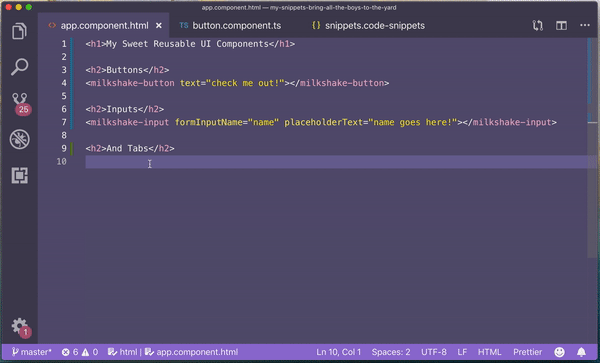 app.component.html — my-snippets-bring-all-the-boys-to-the-yard
<> app.component.html ×
TS button.component.ts
{} snippets.code-snippets
1 <h1>My Sweet Reusable UI Components</h1>
2
3 <h2>Buttons</h2>
4 <milkshake-button text="check me out!"></milkshake-button>
5
6 <h2>Inputs</h2>
7 <milkshake-input formInputName="name" placeholderText="name goes here!"></milkshake-input>
8
9 <h2>And Tabs</h2>
10
25
1
master* 6 0 html | app.component.html Ln 10, Col 1 Spaces: 2 UTF-8 LF HTML Prettier